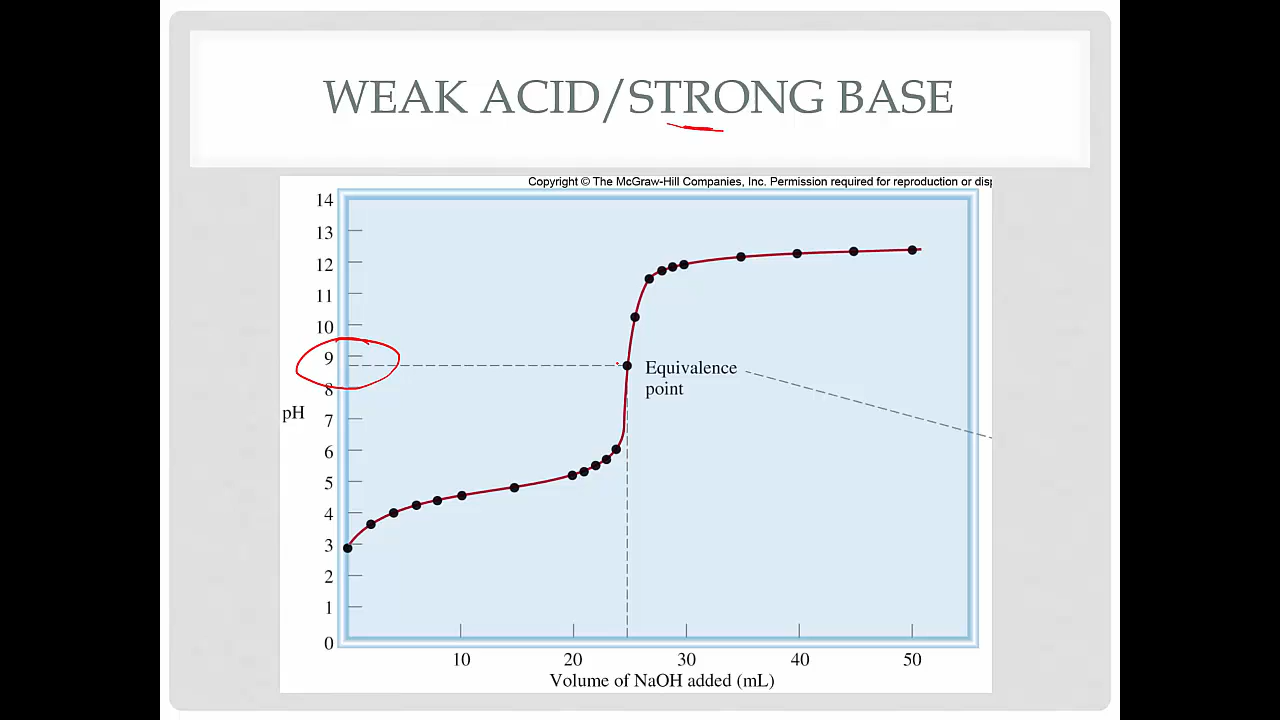 WEAK ACID/STRONG BASE
Copyright © The McGraw-Hill Companies, Inc. Permission required for reproduction or
14
13
12
11
10
9
8
7
pH
6
5
4
3
2
1
0
Equivalence
point
10 20 30 40 50
Volume of NaOH added (mL)